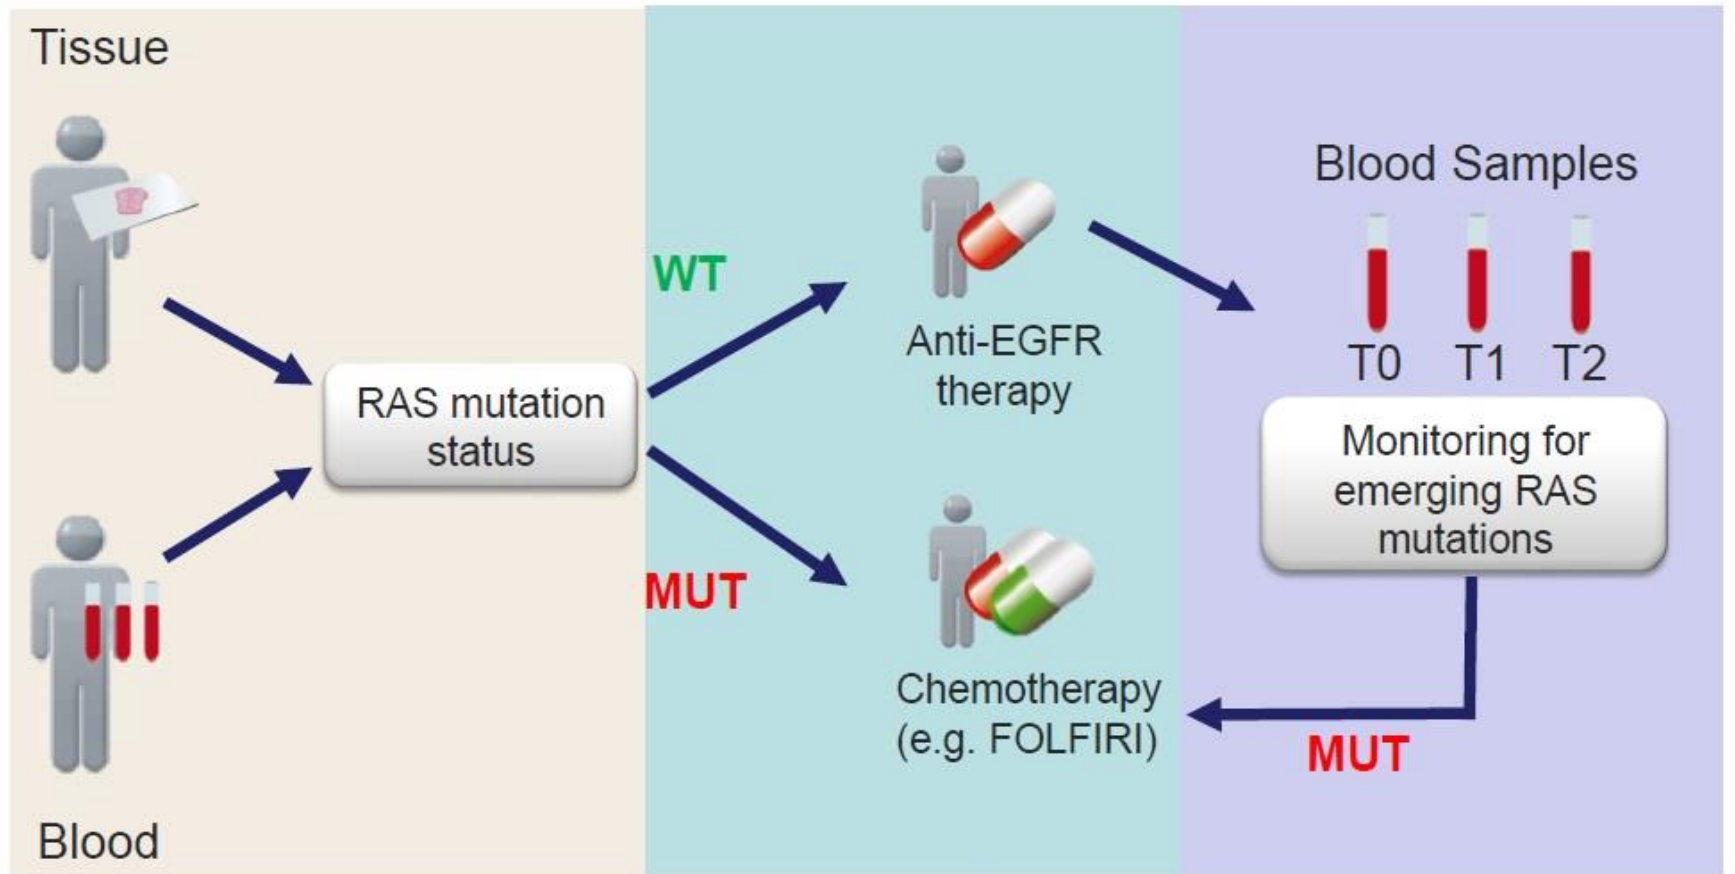 Tissue
RAS mutation
status
Blood
WT
MUT
Anti-EGFR
therapy
Chemotherapy
(e.g. FOLFIRI)
Blood Samples
T0 T1 T2
Monitoring for
emerging RAS
mutations
MUT